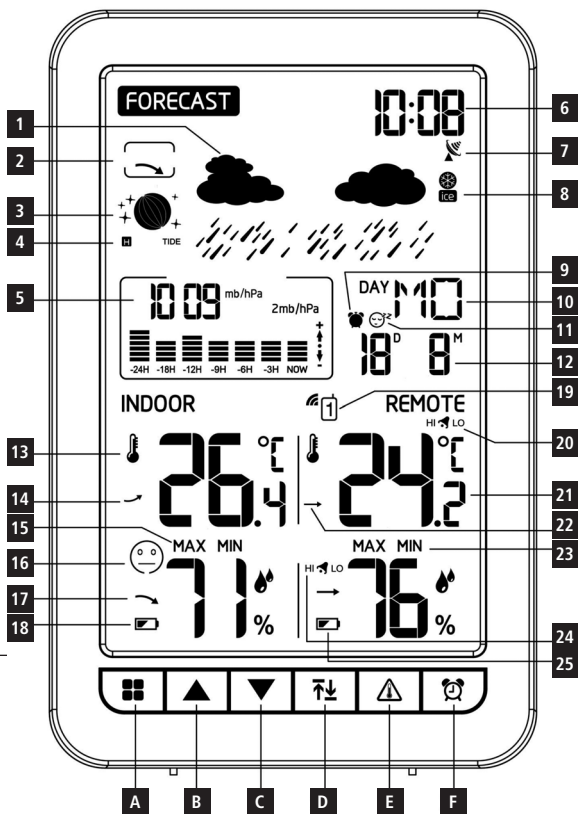 FORECAST
10:08
6
1
2
7
ice
8
3
H
TIDE
4
9
5
1009 mb/hPa
2mb/hPa
DAY MO
10
z z
11
+
-
-24H -18H -12H -9H -6H -3H NOW
18 D 8 M
12
19
INDOOR
1
REMOTE
HI LO
20
13
26.4 °C
24.2 °C
14
21
22
15
MAX MIN
MAX MIN
23
16
HI LO
71 %
76 %
17
18
24
25
A B C D E F